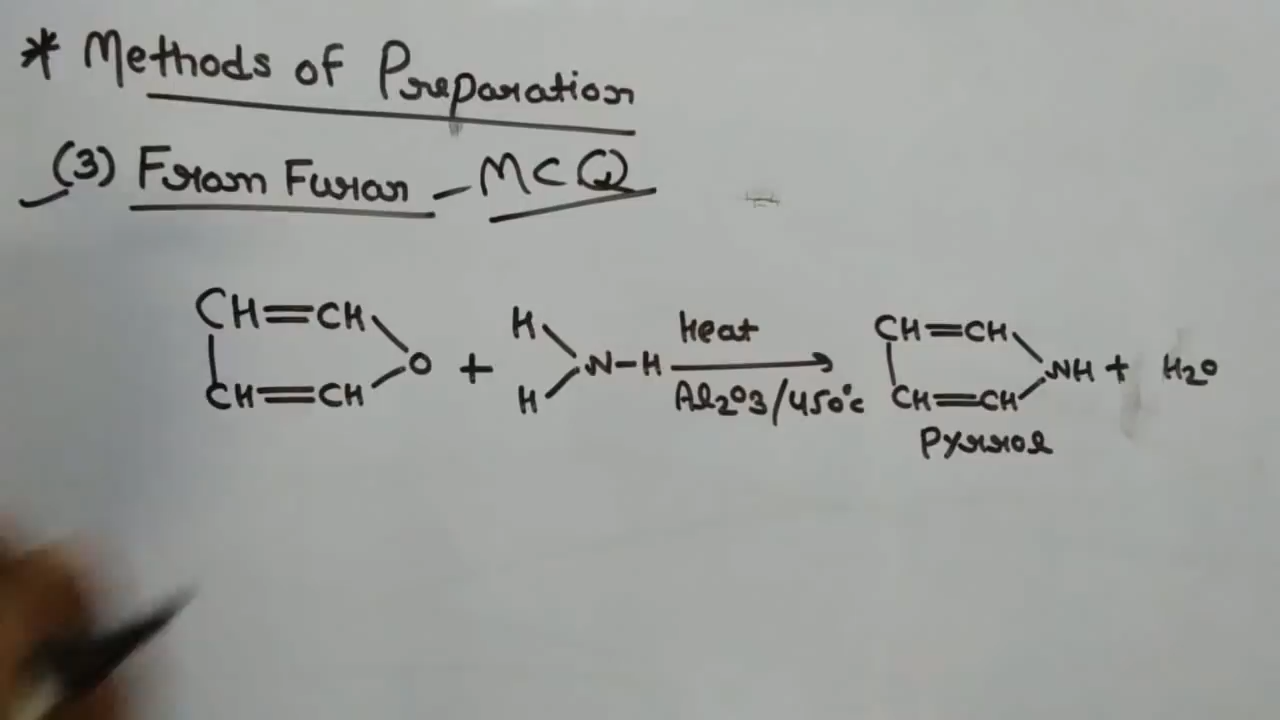 * Methods of Preparation
(3) From Furan - MCQ
CH=CH
CH=CH
O + H H N-H
Heat
Al2O3/450°c
CH=CH
CH=CH
NH + H2O
Pyrrol